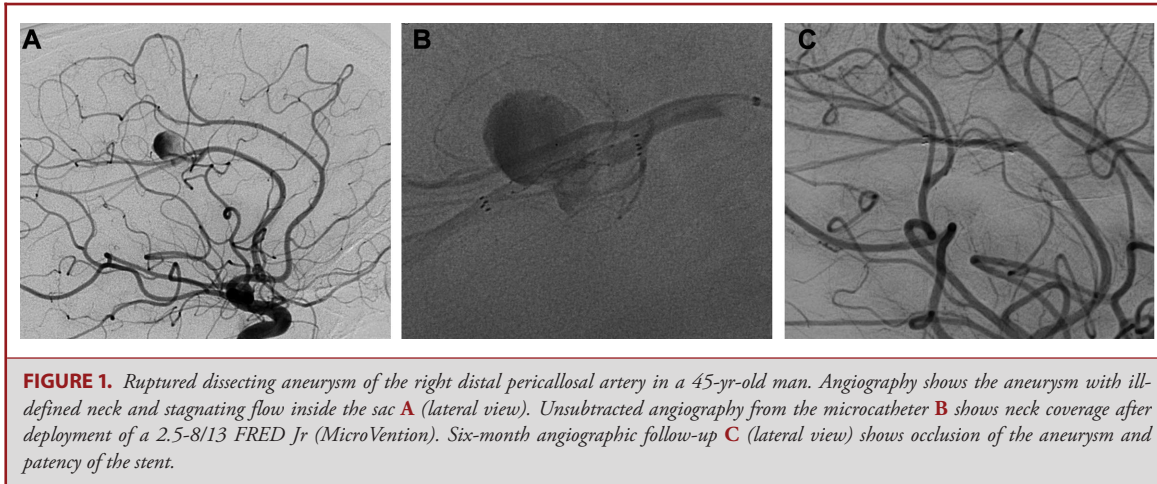 A
B
C
FIGURE 1. Ruptured dissecting aneurysm of the right distal pericallosal artery in a 45-yr-old man. Angiography shows the aneurysm with ill-
defined neck and stagnating flow inside the sac A (lateral view). Unsubtracted angiography from the microcatheter B shows neck coverage after
deployment of a 2.5-8/13 FRED Jr (MicroVention). Six-month angiographic follow-up C (lateral view) shows occlusion of the aneurysm and
patency of the stent.